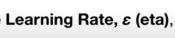 Learning Rate, ε (eta),